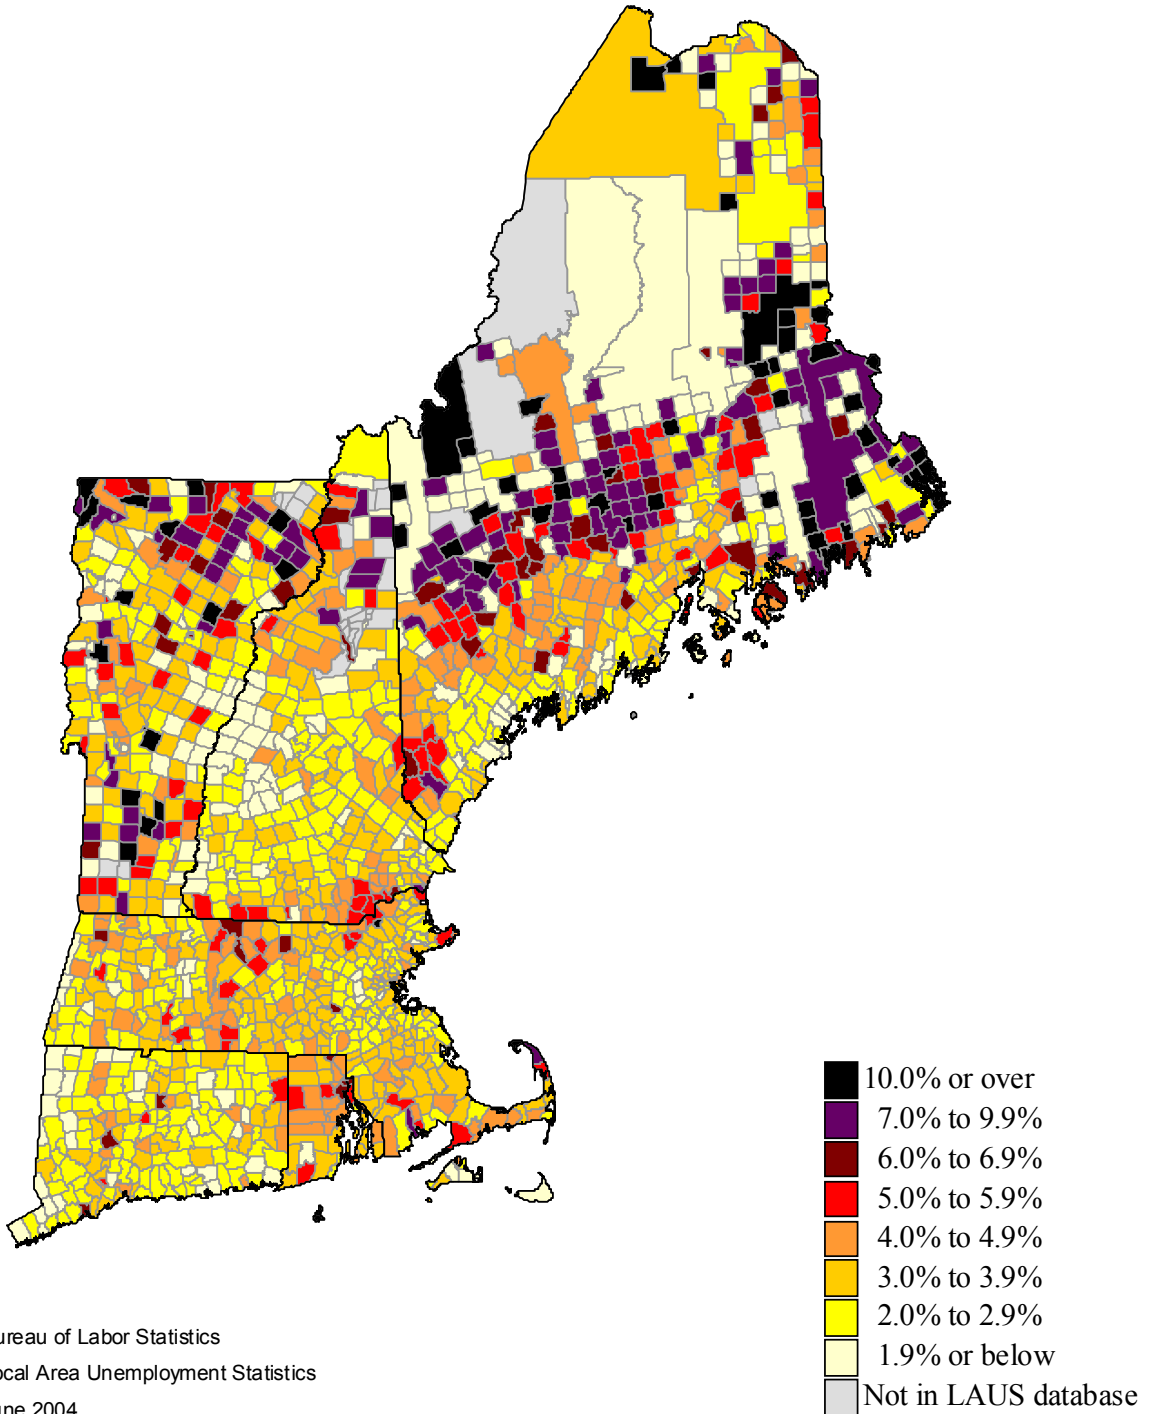 10.0% or over
7.0% to 9.9%
6.0% to 6.9%
5.0% to 5.9%
4.0% to 4.9%
3.0% to 3.9%
2.0% to 2.9%
1.9% or below
Not in LAUS database
ureau of Labor Statistics
ocal Area Unemployment Statistics
une 2004